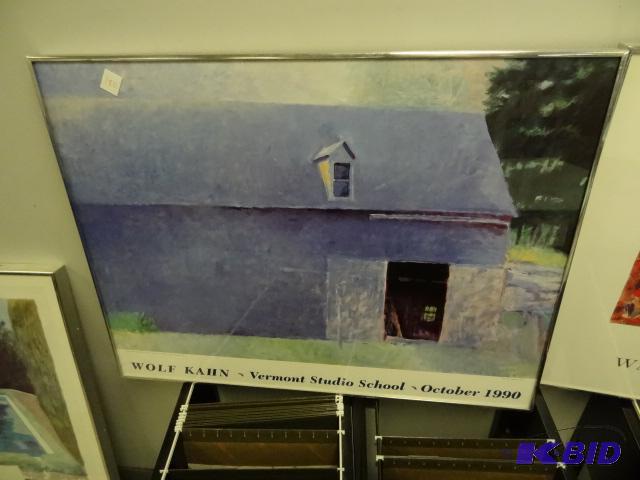 WOLF KAHN ~ Vermont Studio School ~ October 1990
K-BID